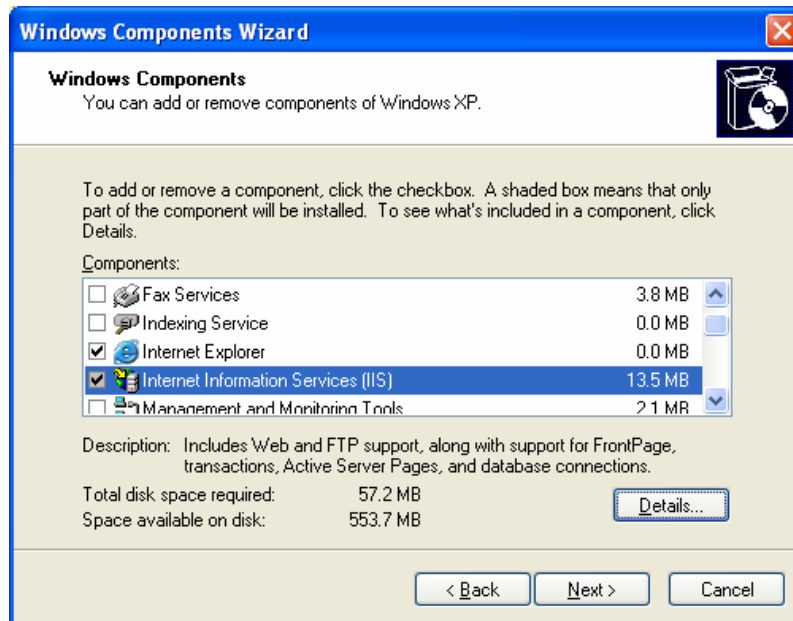 Windows Components Wizard
Windows Components
You can add or remove components of Windows XP.
To add or remove a component, click the checkbox. A shaded box means that only
part of the component will be installed. To see what's included in a component, click
Details.
Components:
Fax Services 3.8 MB
Indexing Service 0.0 MB
Internet Explorer 0.0 MB
Internet Information Services (IIS) 13.5 MB
Management and Monitoring Tools 2.1 MB
Description: Includes Web and FTP support, along with support for FrontPage,
transactions, Active Server Pages, and database connections.
Total disk space required: 57.2 MB
Space available on disk: 553.7 MB
Details...
< Back Next > Cancel